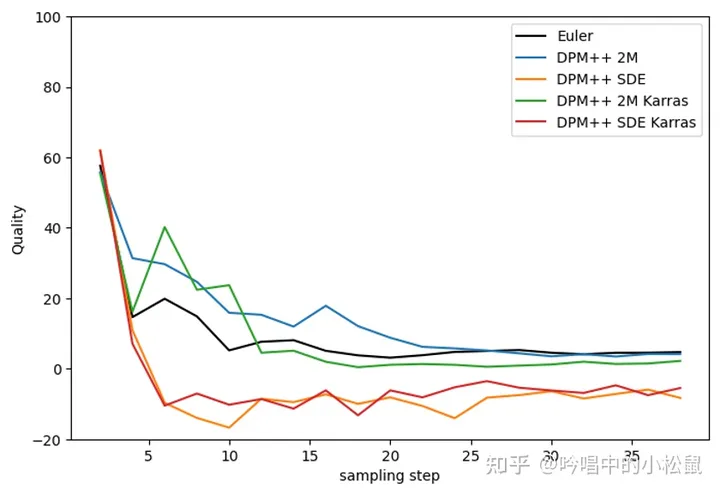 100
80
60
40
20
0
−20
Quality
Euler
DPM++ 2M
DPM++ SDE
DPM++ 2M Karras
DPM++ SDE Karras
5 10 15 20 25 30 35
sampling step
知乎 @吟唱中的小松鼠